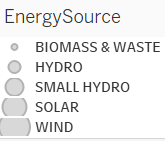 EnergySource
BIOMASS & WASTE
HYDRO
SMALL HYDRO
SOLAR
WIND